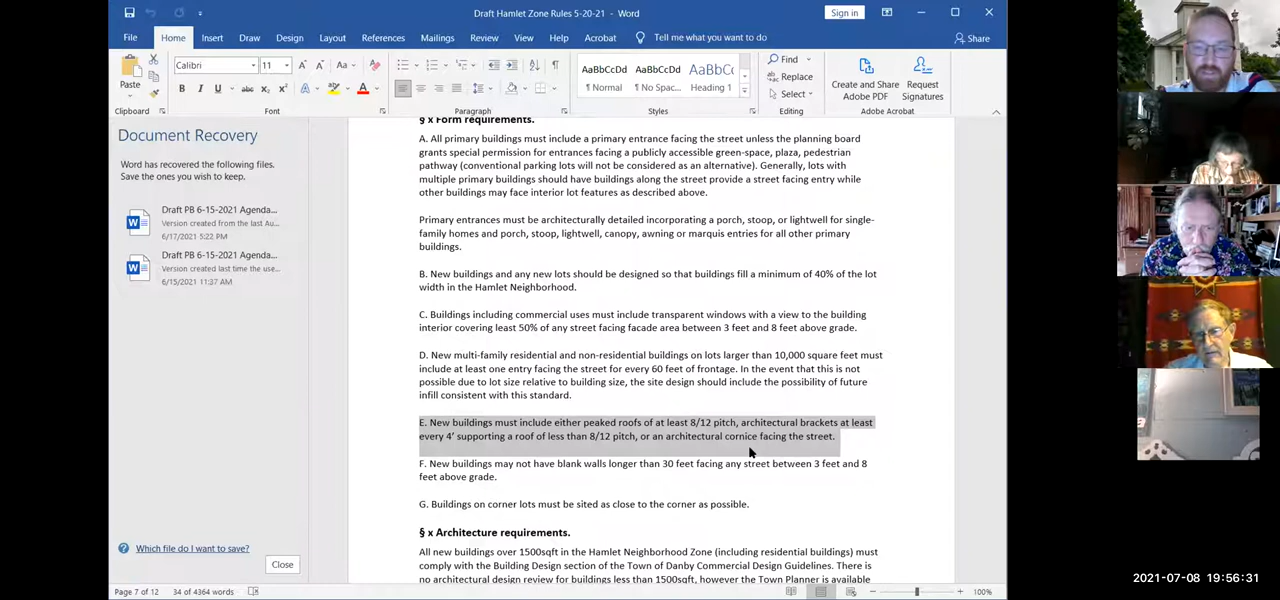 Draft Hamlet Zone Rules 5-20-21 - Word
Sign in
File Home Insert Draw Design Layout References Mailings Review View Help Acrobat Tell me what you want to do Share
Paste
Clipboard
Calibri 11
Font
Paragraph
AaBbCcDd AaBbCcDd AaBbC(
¶ Normal ¶ No Spac... Heading 1
Styles
Find
Replace
Select
Editing
Create and Share Adobe PDF
Request Signatures
Adobe Acrobat
Document Recovery
Word has recovered the following files.
Save the ones you wish to keep.
Draft PB 6-15-2021 Agenda...
Version created from the last Au...
6/17/2021 5:22 PM
Draft PB 6-15-2021 Agenda...
Version created last time the use...
6/15/2021 11:37 AM
Which file do I want to save?
Close
§ x Form requirements.
A. All primary buildings must include a primary entrance facing the street unless the planning board
grants special permission for entrances facing a publicly accessible green-space, plaza, pedestrian
pathway (conventional parking lots will not be considered as an alternative). Generally, lots with
multiple primary buildings should have buildings along the street provide a street facing entry while
other buildings may face interior lot features as described above.
Primary entrances must be architecturally detailed incorporating a porch, stoop, or lightwell for single-
family homes and porch, stoop, lightwell, canopy, awning or marquis entries for all other primary
buildings.
B. New buildings and any new lots should be designed so that buildings fill a minimum of 40% of the lot
width in the Hamlet Neighborhood.
C. Buildings including commercial uses must include transparent windows with a view to the building
interior covering least 50% of any street facing facade area between 3 feet and 8 feet above grade.
D. New multi-family residential and non-residential buildings on lots larger than 10,000 square feet must
include at least one entry facing the street for every 60 feet of frontage. In the event that this is not
possible due to lot size relative to building size, the site design should include the possibility of future
infill consistent with this standard.
E. New buildings must include either peaked roofs of at least 8/12 pitch, architectural brackets at least
every 4' supporting a roof of less than 8/12 pitch, or an architectural cornice facing the street.
F. New buildings may not have blank walls longer than 30 feet facing any street between 3 feet and 8
feet above grade.
G. Buildings on corner lots must be sited as close to the corner as possible.
§ x Architecture requirements.
All new buildings over 1500sqft in the Hamlet Neighborhood Zone (including residential buildings) must
comply with the Building Design section of the Town of Danby Commercial Design Guidelines. There is
no architectural design review for buildings less than 1500sqft, however the Town Planner is available
Page 7 of 12 34 of 4364 words 100%
2021-07-08 19:56:31